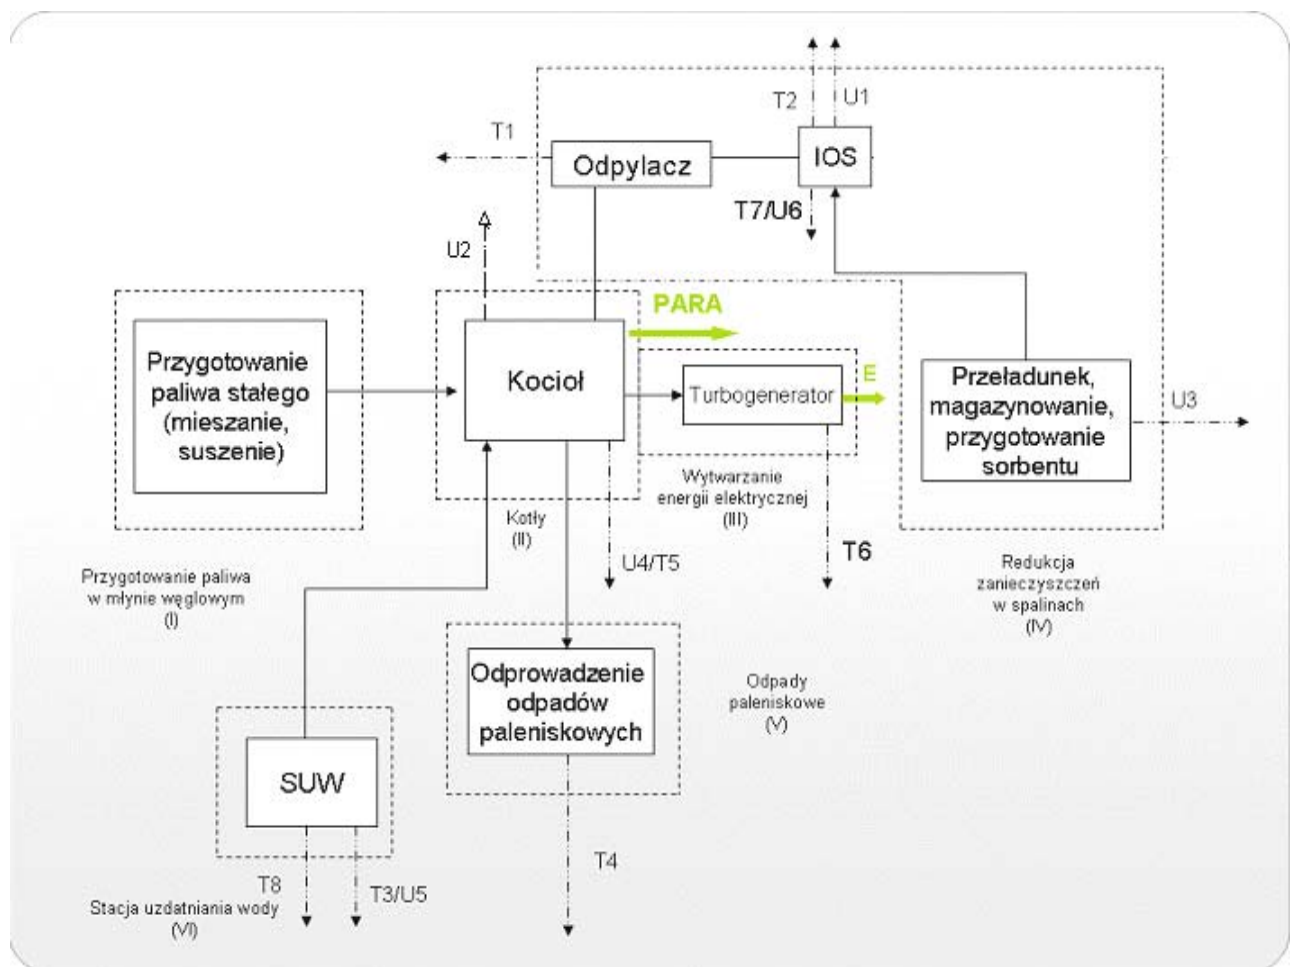 T2
U1
T1
Odpylacz
IOS
T7/U6
U2
PARA
Przygotowanie
paliwa stałego
(mieszanie,
suszenie)
Kocioł
Turbogenerator
E
Przeładunek,
magazynowanie,
przygotowanie
sorbentu
U3
Wytwarzanie
energii elektrycznej
(III)
Kotły
(II)
U4/T5
T6
Przygotowanie paliwa
w młynie węglowym
(I)
Redukcja
zanieczyszczeń
w spalinach
(IV)
Odprowadzenie
odpadów
paleniskowych
Odpady
paleniskowe
(V)
SUW
T8
T3/U5
T4
Stacja uzdatniania wody
(VI)